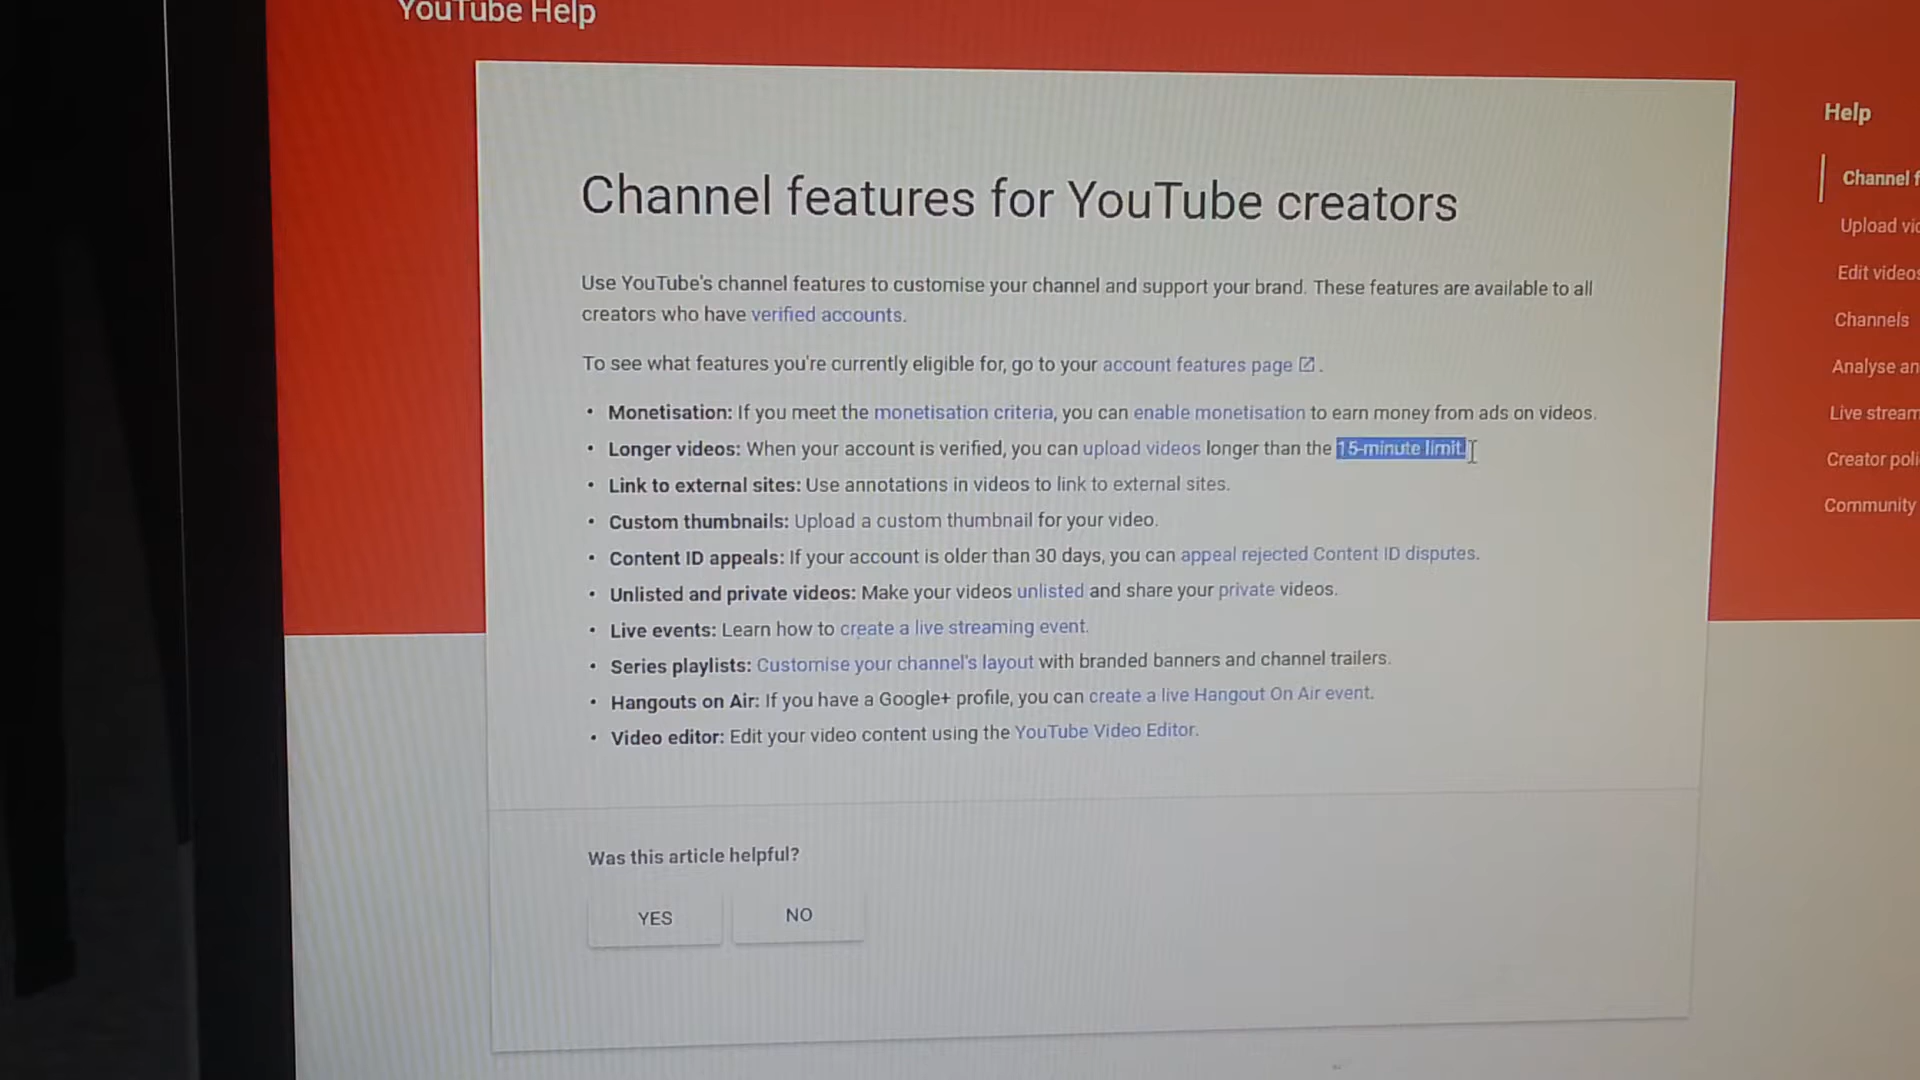 YouTube Help
Channel features for YouTube creators
Use YouTube's channel features to customise your channel and support your brand. These features are available to all
creators who have verified accounts.
To see what features you're currently eligible for, go to your account features page.
• Monetisation: If you meet the monetisation criteria, you can enable monetisation to earn money from ads on videos.
• Longer videos: When your account is verified, you can upload videos longer than the 15-minute limit.
• Link to external sites: Use annotations in videos to link to external sites.
• Custom thumbnails: Upload a custom thumbnail for your video.
• Content ID appeals: If your account is older than 30 days, you can appeal rejected Content ID disputes.
• Unlisted and private videos: Make your videos unlisted and share your private videos.
• Live events: Learn how to create a live streaming event.
• Series playlists: Customise your channel's layout with branded banners and channel trailers.
• Hangouts on Air: If you have a Google+ profile, you can create a live Hangout On Air event.
• Video editor: Edit your video content using the YouTube Video Editor.
Was this article helpful?
YES
NO
Help
Channel f
Upload vid
Edit videos
Channels
Analyse an
Live stream
Creator poli
Community